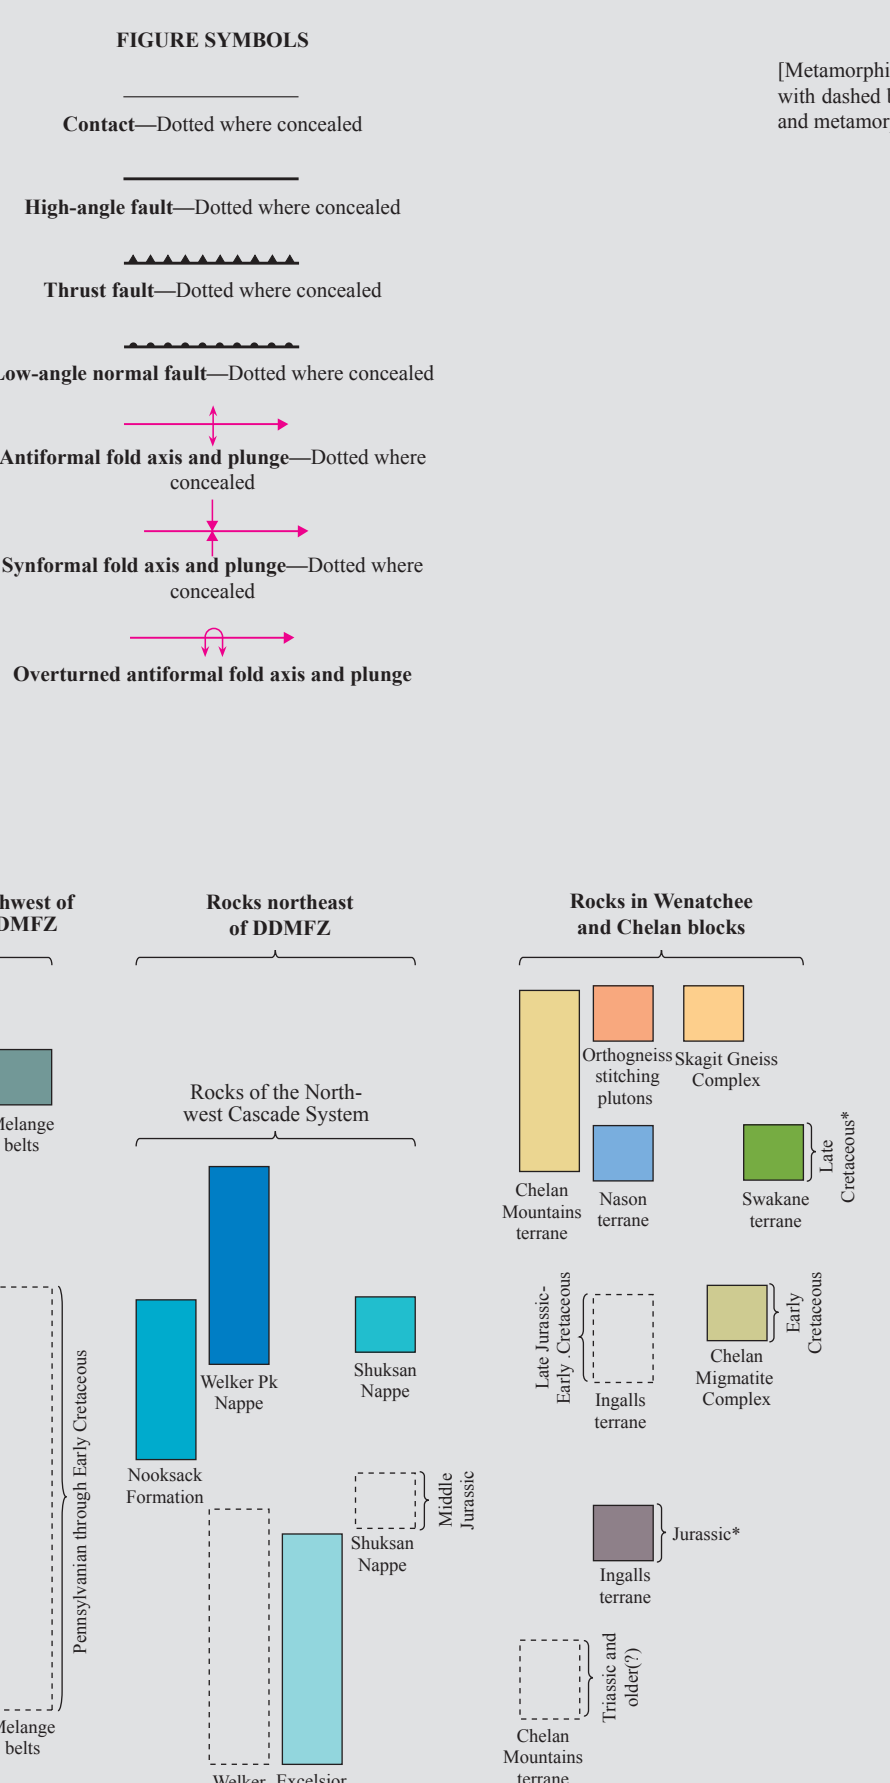 FIGURE SYMBOLS
[Metamorphi
with dashed b
and metamor
Contact—Dotted where concealed
High-angle fault—Dotted where concealed
Thrust fault—Dotted where concealed
Low-angle normal fault—Dotted where concealed
Antiformal fold axis and plunge—Dotted where
concealed
Synformal fold axis and plunge—Dotted where
concealed
Overturned antiformal fold axis and plunge
hwest of
DMFZ
Rocks northeast
of DDMFZ
Rocks in Wenatchee
and Chelan blocks
Melange
belts
Rocks of the North-
west Cascade System
Orthogneiss
stitching
plutons
Skagit Gneiss
Complex
Chelan
Mountains
terrane
Nason
terrane
Swakane
terrane
Late
Cretaceous*
Welker Pk
Nappe
Shuksan
Nappe
Late Jurassic-
Early .Cretaceous
Ingalls
terrane
Chelan
Migmatite
Complex
Early
Cretaceous
Nooksack
Formation
Pennsylvanian through Early Cretaceous
Shuksan
Nappe
Middle
Jurassic
Ingalls
terrane
Jurassic*
Melange
belts
Welker
Excelsior
Chelan
Mountains
terrane
Triassic and
older(?)